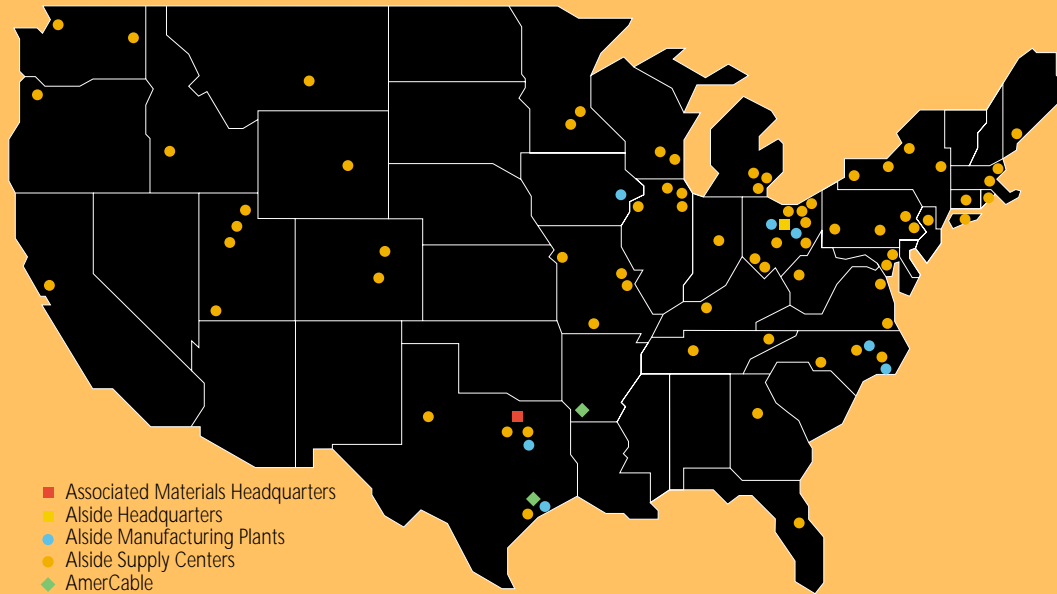 Associated Materials Headquarters
Alside Headquarters
Alside Manufacturing Plants
Alside Supply Centers
AmerCable